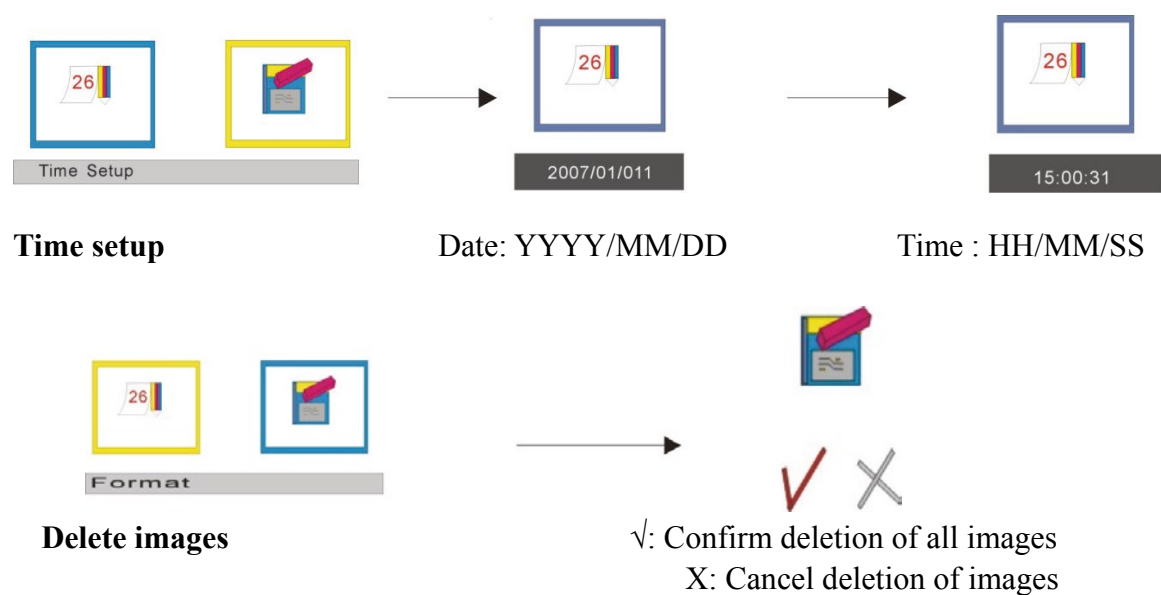 26
26
26
Time Setup
2007/01/011
15:00:31
Time setup
Date: YYYY/MM/DD
Time : HH/MM/SS
26
Format
Delete images
√: Confirm deletion of all images
X: Cancel deletion of images